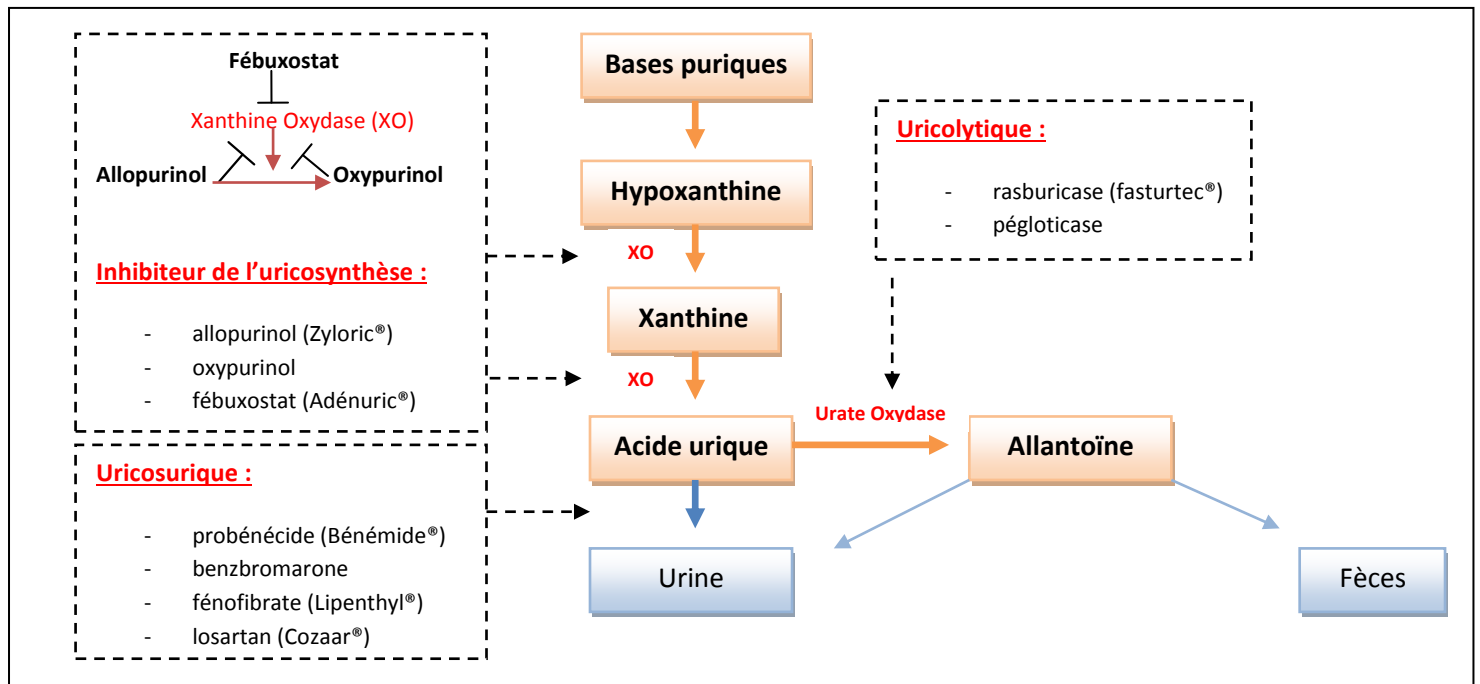 Fébuxostat
Xanthine Oxydase (XO)
Allopurinol
Oxypurinol
Inhibiteur de l’uricosynthèse :
- allopurinol (Zyloric®)
- oxypurinol
- fébuxostat (Adénuric®)
Uricosurique :
- probénécide (Bénémide®)
- benzbromarone
- fénofibrate (Lipenthyl®)
- losartan (Cozaar®)
Bases puriques
Hypoxanthine
XO
Xanthine
XO
Acide urique
Urine
Uricolytique :
- rasburicase (fasturtec®)
- pégloticase
Urate Oxydase
Allantoïne
Fèces